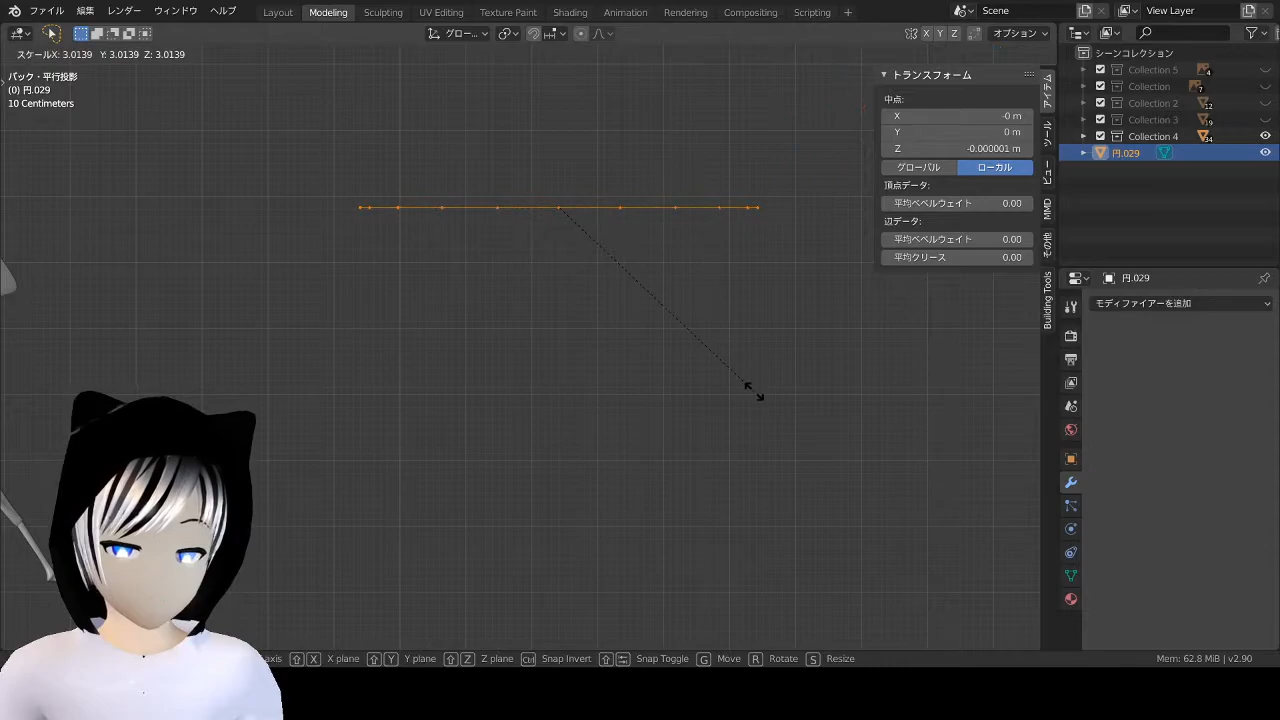 ファイル 編集 レンダー ウィンドウ ヘルプ Layout Modeling Sculpting UV Editing Texture Paint Shading Animation Rendering Compositing Scripting + Scene View Layer
グロー... X Y Z オプション
スケールX: 3.0139 Y: 3.0139 Z: 3.0139
バック・平行投影
(0) 円.029
10 Centimeters
トランスフォーム
中点:
X -0 m
Y 0 m
Z -0.000001 m
グローバル ローカル
頂点データ:
平均ベベルウェイト 0.00
辺データ:
平均ベベルウェイト 0.00
平均クリース 0.00
アイテム
ツール
ビュー
MMD
その他
Building Tools
シーンコレクション
Collection 5 4
Collection 7
Collection 2 12
Collection 3 19
Collection 4 34
円.029
円.029
モディファイアーを追加
axis X X plane Y Y plane Z Z plane Ctrl Snap Invert Snap Toggle G Move R Rotate S Resize Mem: 62.8 MiB | v2.90